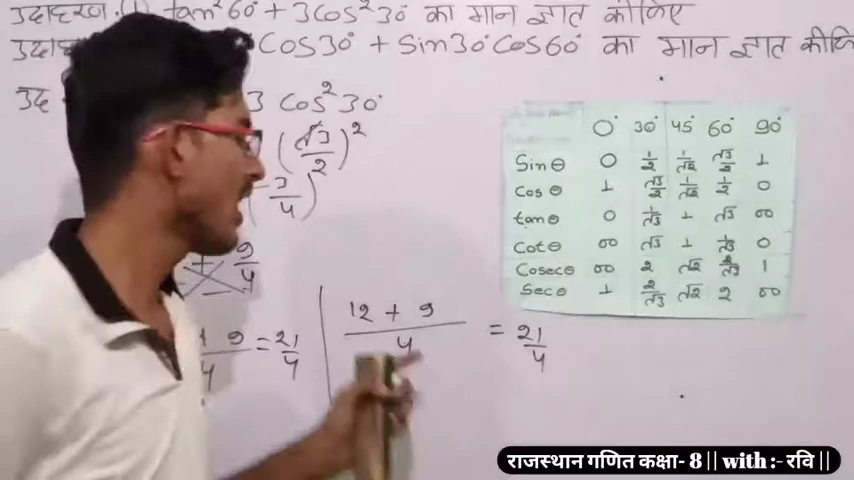 उदाहरण.(1) tan²60° + 3Cos²30° का मान ज्ञात कीजिए
Cos30° + Sin30°Cos60° का मान ज्ञात
उदा
3 Cos²30°
(√3/2)²
3/4)
+ 9/4
9/4 = 21/4
12 + 9/4 = 21/4
0° 30° 45° 60° 90°
Sinθ 0 1/2 1/√2 √3/2 1
Cosθ 1 √3/2 1/√2 1/2 0
tanθ 0 1/√3 1 √3 ∞
Cotθ ∞ √3 1 1/√3 0
Cosecθ ∞ 2 √2 2/√3 1
Secθ 1 2/√3 √2 2 ∞
राजस्थान गणित कक्षा- 8 || with :- रवि ||